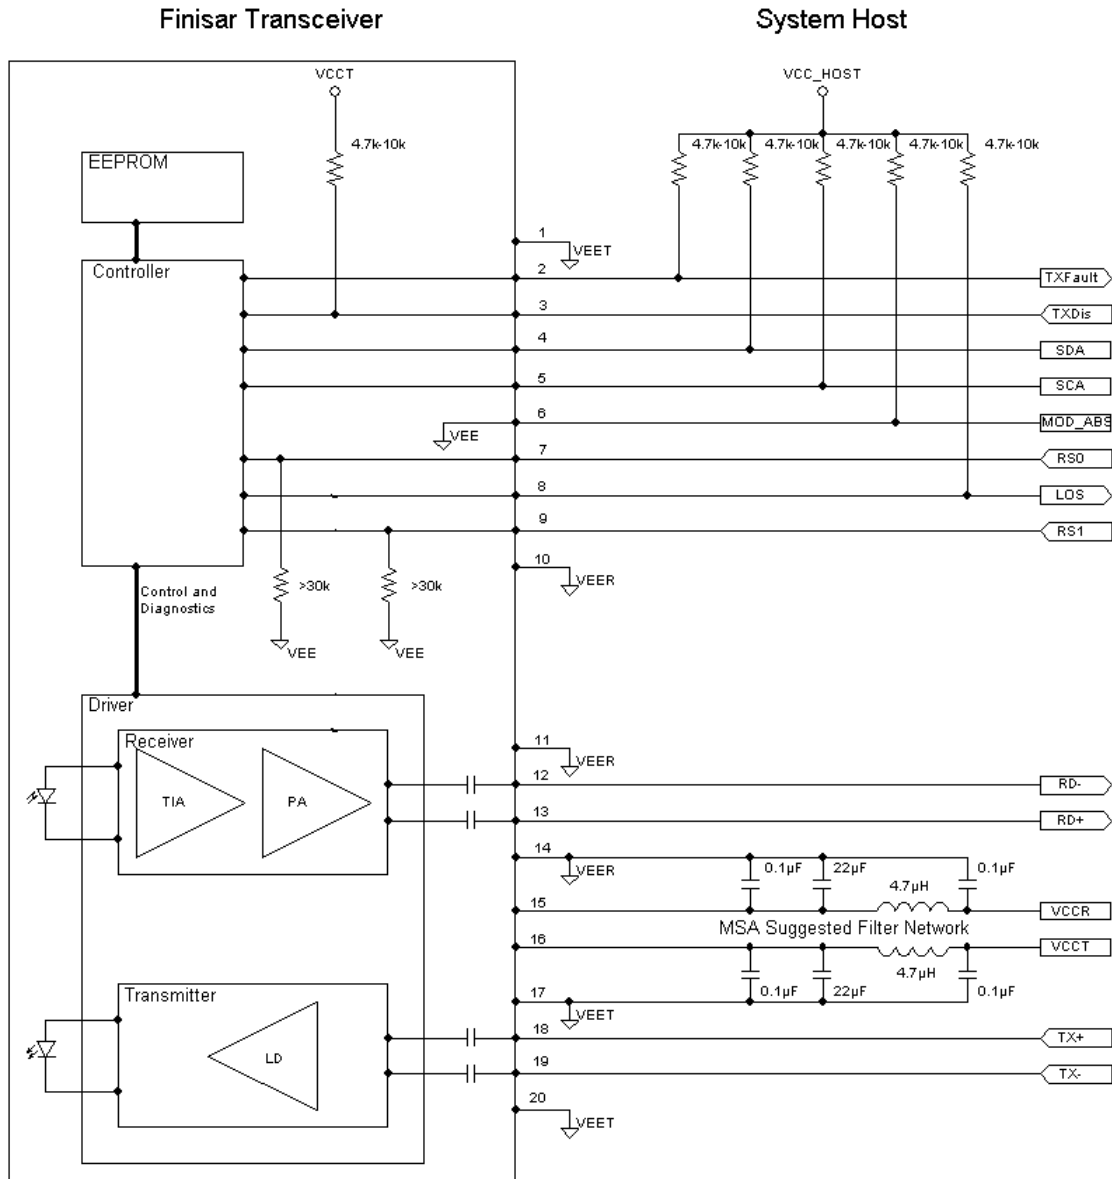 Finisar Transceiver
System Host
VCCT
VCC_HOST
4.7k-10k
4.7k-10k
4.7k-10k
4.7k-10k
4.7k-10k
4.7k-10k
EEPROM
1
VEET
Controller
2
TXFault
3
TXDis
4
SDA
5
SCA
6
MOD_ABS
VEE
7
RS0
8
LOS
9
RS1
10
VEER
>30k
>30k
Control and
Diagnostics
VEE
VEE
Driver
Receiver
11
VEER
12
RD-
TIA
PA
13
RD+
14
VEER
0.1µF
22µF
4.7µH
0.1µF
15
VCCR
MSA Suggested Filter Network
16
VCCT
4.7µH
Transmitter
17
0.1µF
22µF
0.1µF
VEET
18
TX+
LD
19
TX-
20
VEET